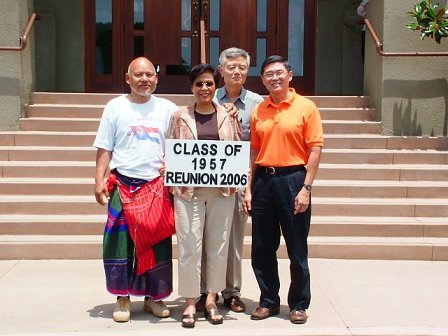 CLASS OF
1957
REUNION 2006